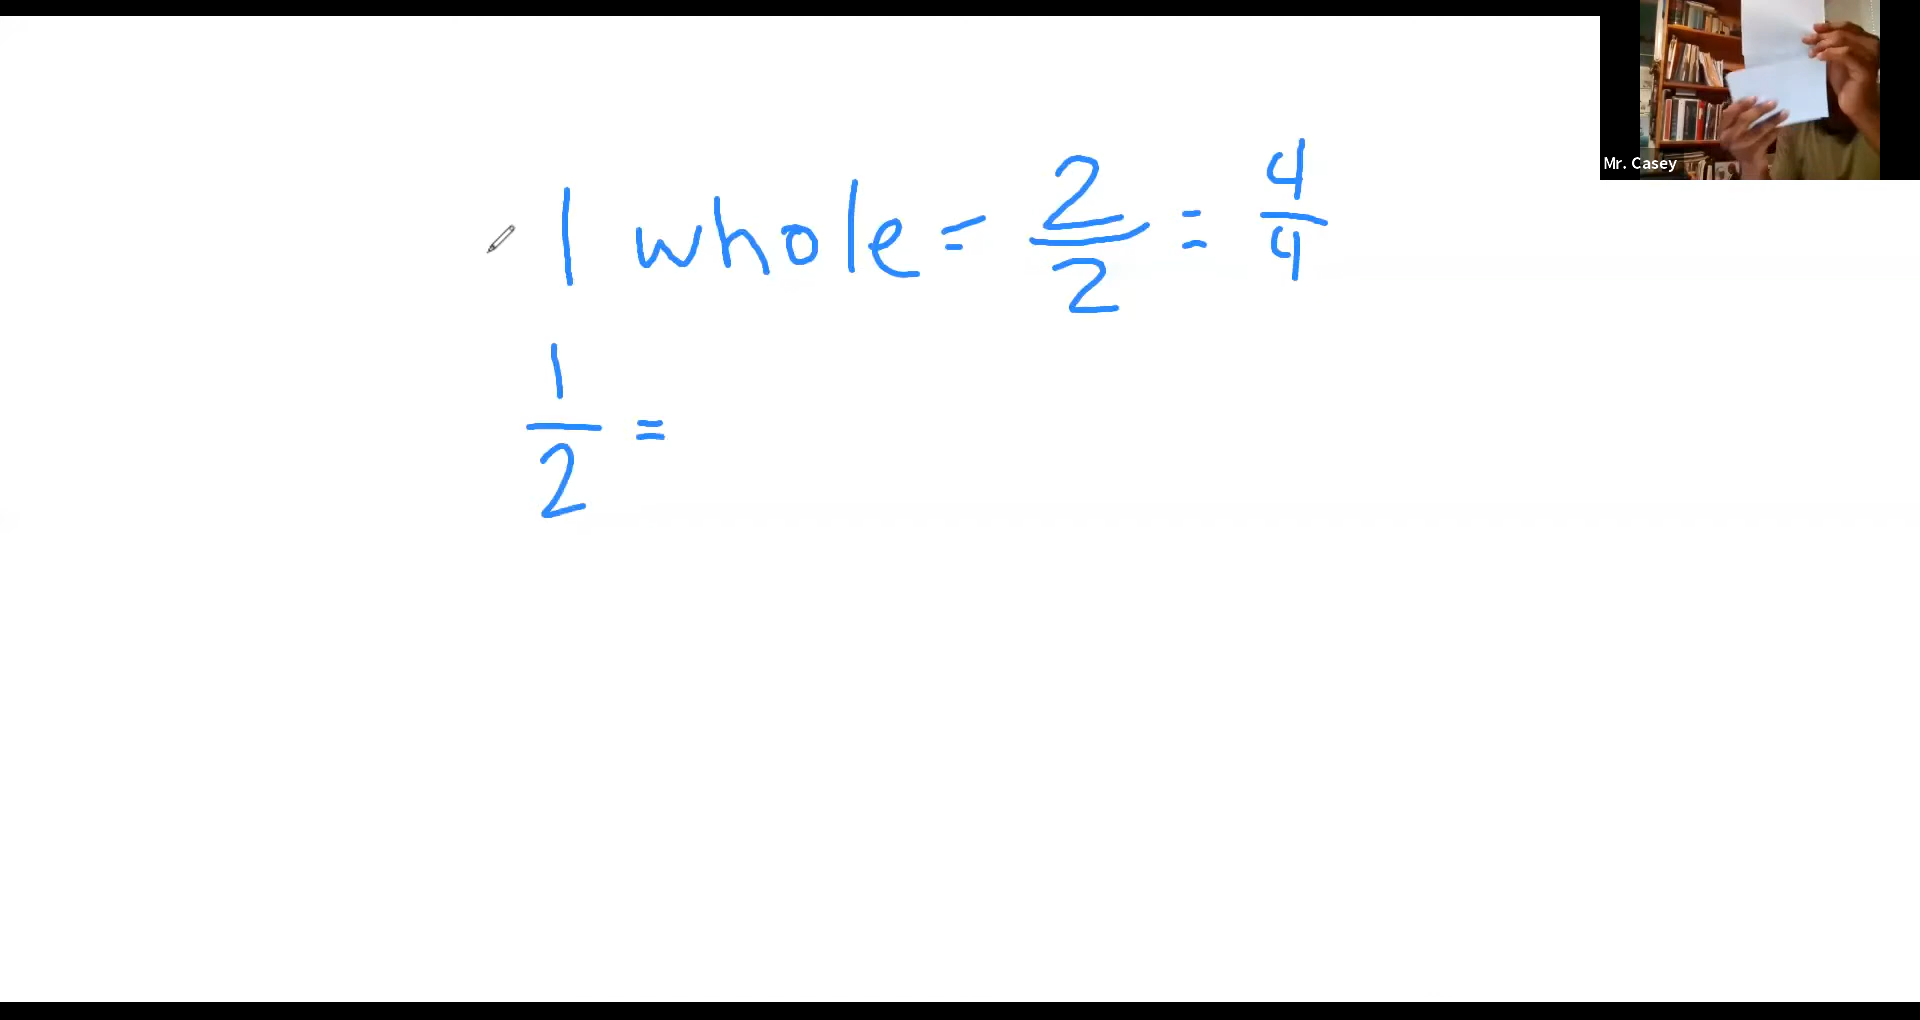 Mr. Casey
1 whole = 2/2 = 4/4
1/2 =